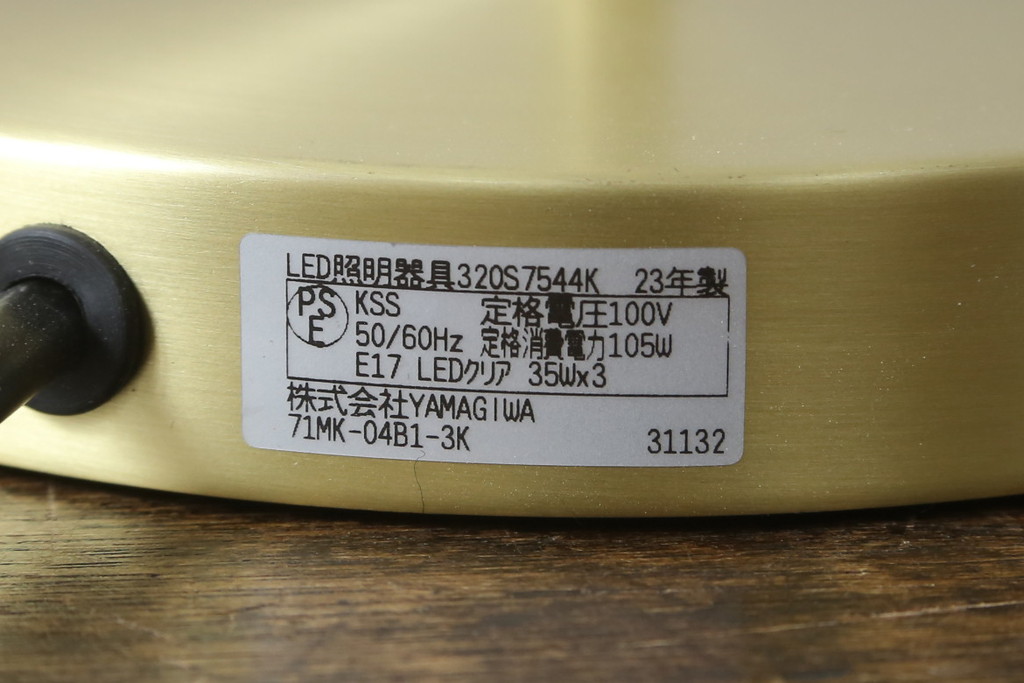 LED照明器具320S7544K 23年製
PSE KSS 定格電圧100V
50/60Hz 定格消費電力105W
E17 LEDクリア 35Wx3
株式会社YAMAGIWA
71MK-04B1-3K 31132